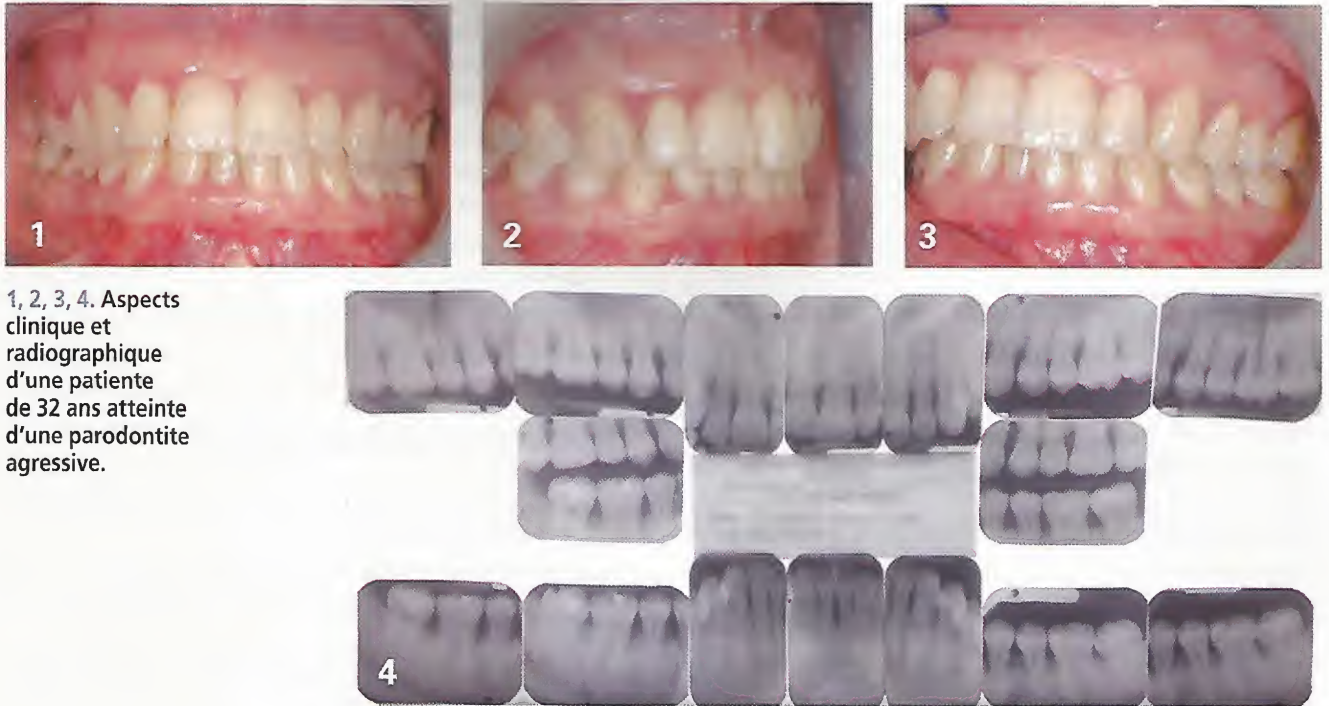 1
2
3
1, 2, 3, 4. Aspects
clinique et
radiographique
d'une patiente
de 32 ans atteinte
d'une parodontite
agressive.
4